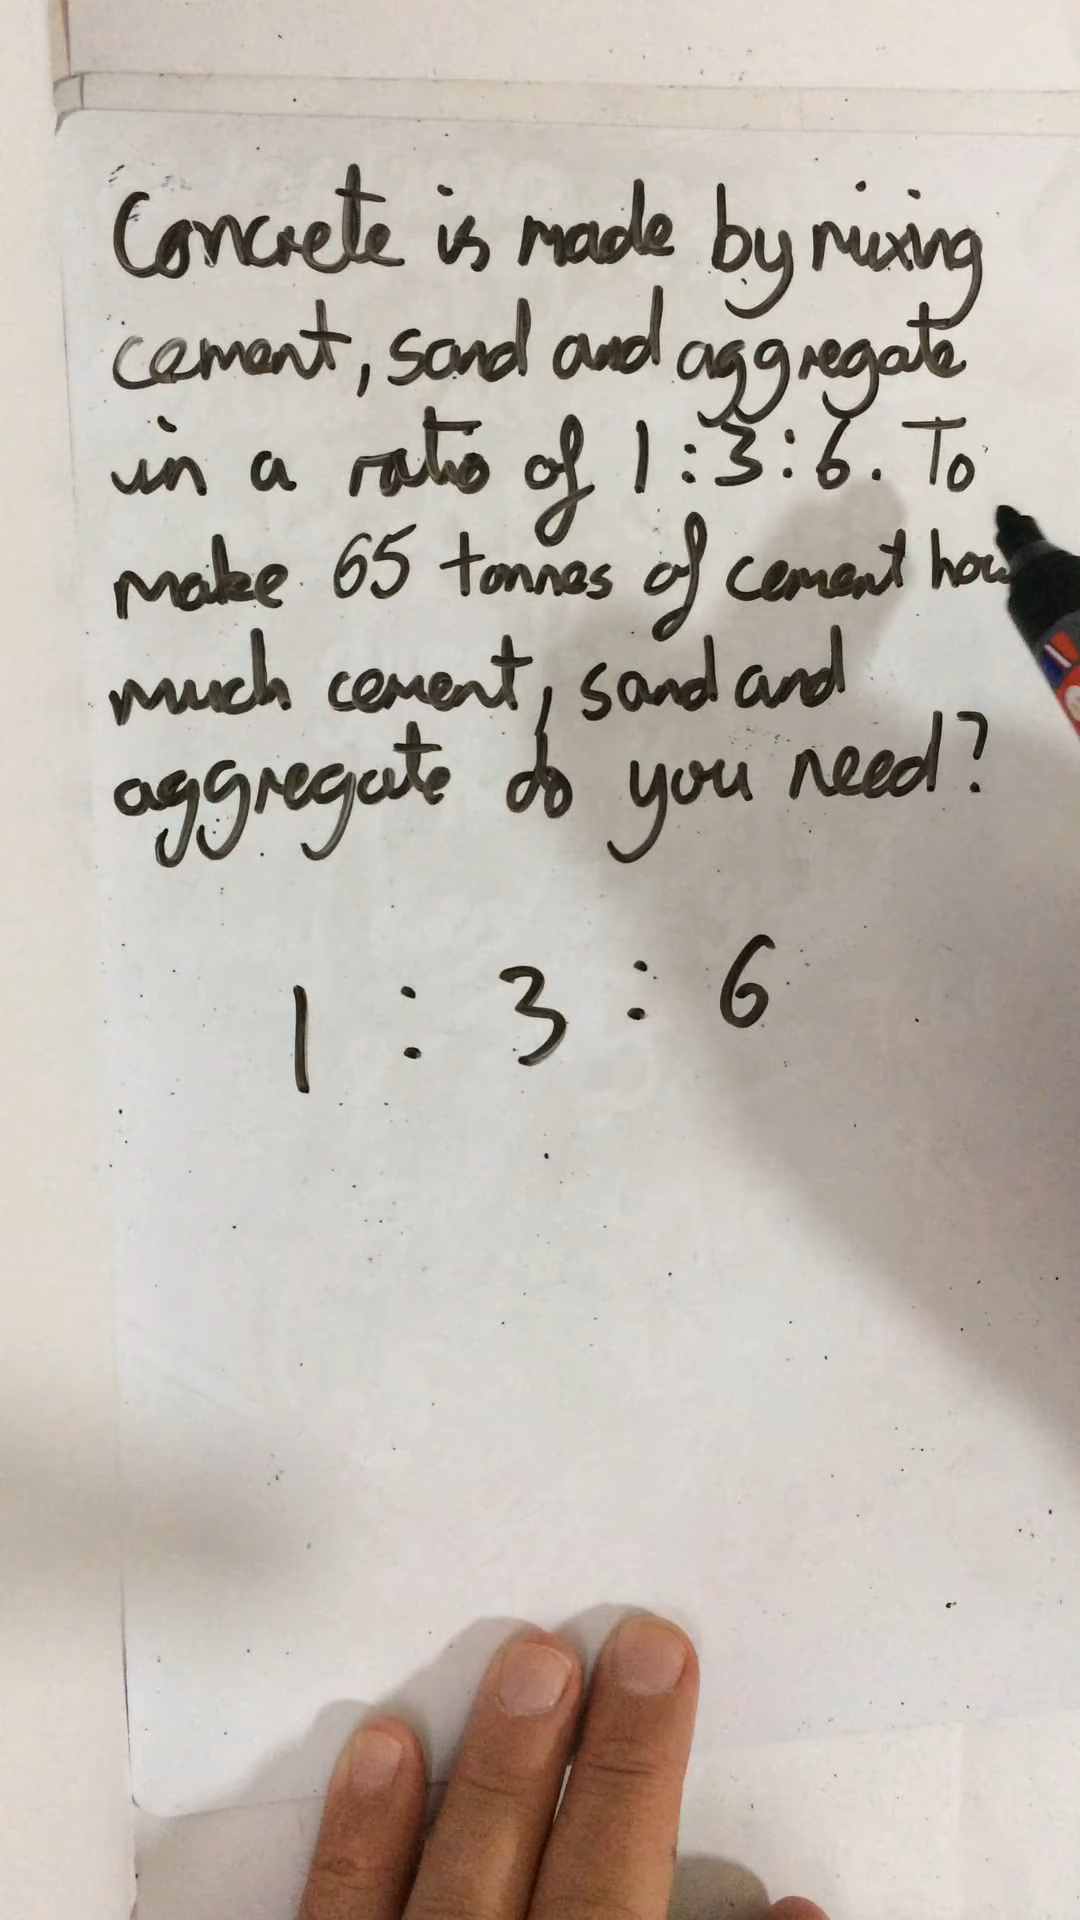 Concrete is made by mixing
cement, sand and aggregate
in a ratio of 1:3:6. To
make 65 tonnes of cement how
much cement, sand and
aggregate do you need?
1 : 3 : 6